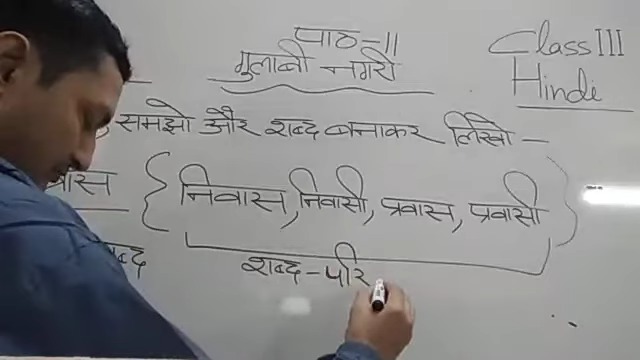 पाठ-11
Class III
गुलाबी नगरी
Hindi
समझो और शब्द बनाकर लिखो-
{ निवास, निवासी, प्रवास, प्रवासी }
शब्द-परि